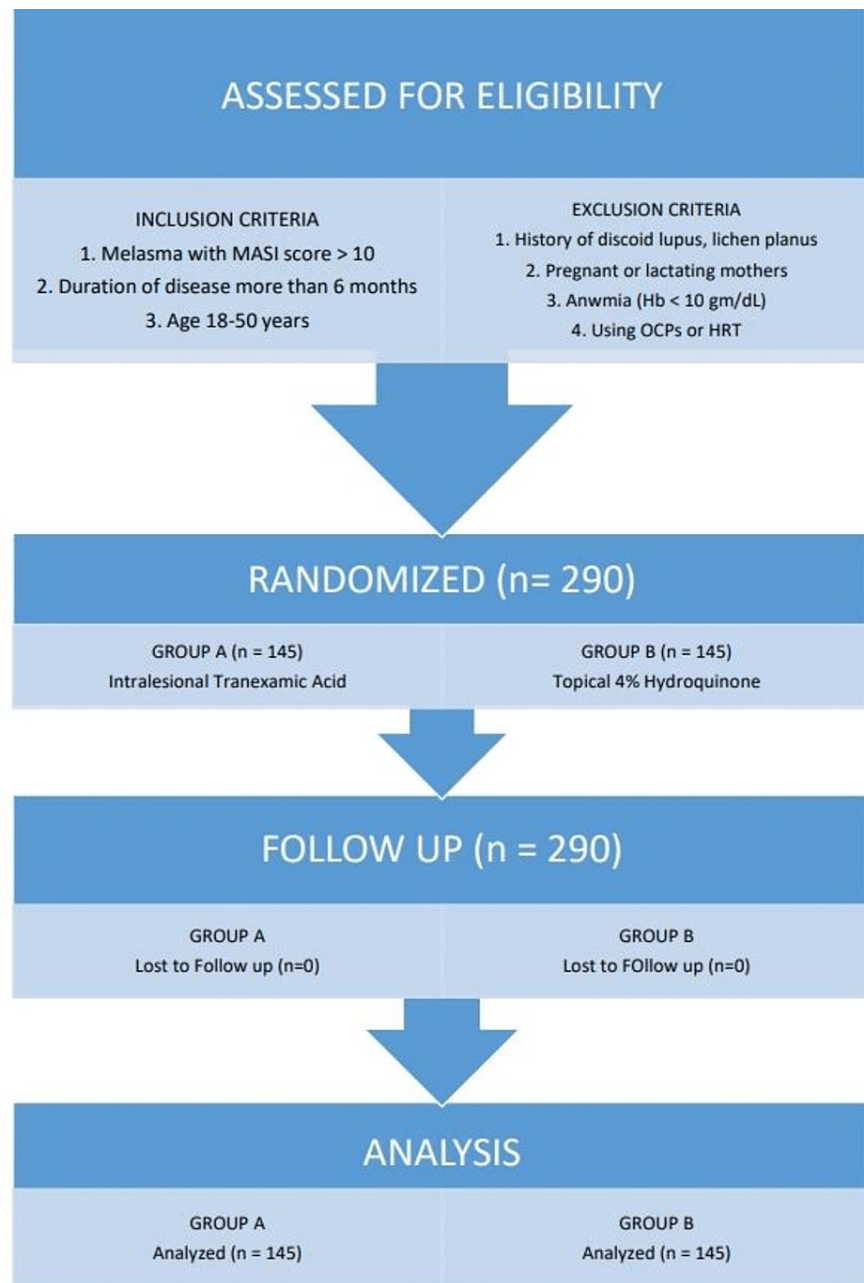 ASSESSED FOR ELIGIBILITY
INCLUSION CRITERIA
1. Melasma with MASI score > 10
2. Duration of disease more than 6 months
3. Age 18-50 years
EXCLUSION CRITERIA
1. History of discoid lupus, lichen planus
2. Pregnant or lactating mothers
3. Anwmia (Hb < 10 gm/dL)
4. Using OCPs or HRT
RANDOMIZED (n= 290)
GROUP A (n = 145)
Intralesional Tranexamic Acid
GROUP B (n = 145)
Topical 4% Hydroquinone
FOLLOW UP (n = 290)
GROUP A
Lost to Follow up (n=0)
GROUP B
Lost to FOllow up (n=0)
ANALYSIS
GROUP A
Analyzed (n = 145)
GROUP B
Analyzed (n = 145)